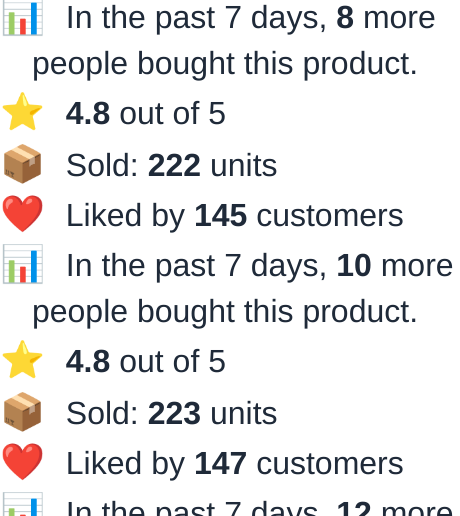 In the past 7 days, 8 more
people bought this product.
4.8 out of 5
Sold: 222 units
Liked by 145 customers
In the past 7 days, 10 more
people bought this product.
4.8 out of 5
Sold: 223 units
Liked by 147 customers
In the past 7 days, 12 more